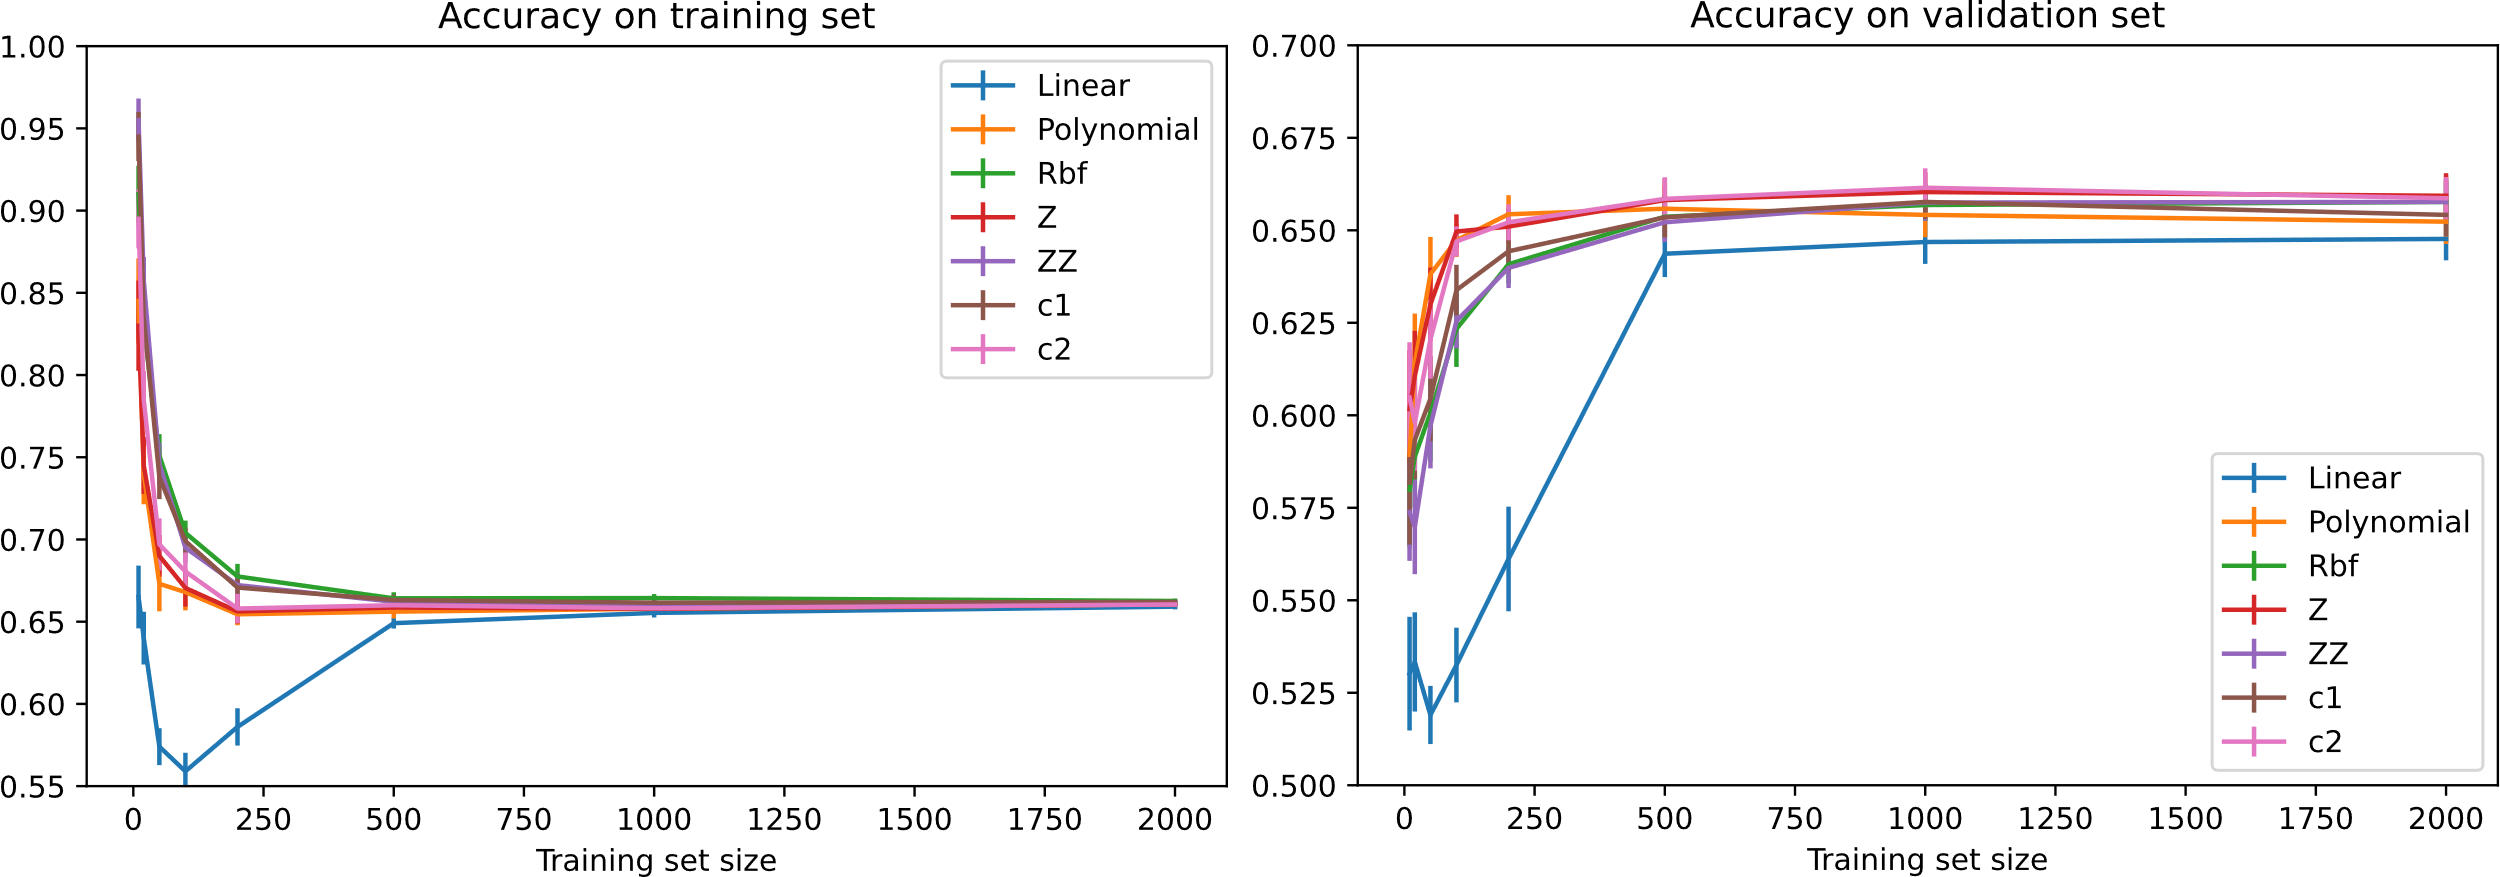 Accuracy on training set
1.00
0.95
0.90
0.85
0.80
0.75
0.70
0.65
0.60
0.55
0 250 500 750 1000 1250 1500 1750 2000
Training set size
Linear
Polynomial
Rbf
Z
ZZ
c1
c2
Accuracy on validation set
0.700
0.675
0.650
0.625
0.600
0.575
0.550
0.525
0.500
0 250 500 750 1000 1250 1500 1750 2000
Training set size
Linear
Polynomial
Rbf
Z
ZZ
c1
c2